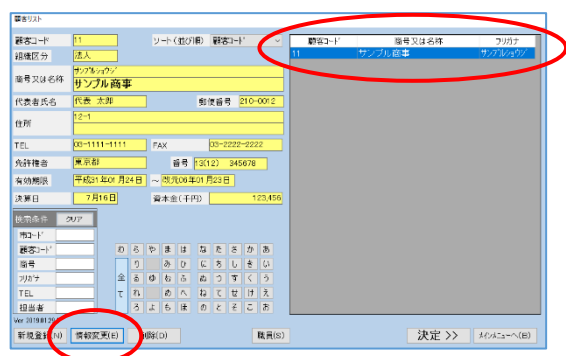 顧客リスト
顧客コード 11 ソート(並び順) 顧客コード
組織区分 法人
サンプルショウジ
商号又は名称 サンプル商事
代表者氏名 代表 太郎 郵便番号 210-0012
住所 12-1
TEL 03-1111-1111 FAX 03-2222-2222
免許権者 東京都 番号 13(12) 345678
有効期限 平成31年01月24日 ~ 改元06年01月23日
決算日 7月16日 資本金(千円) 123,456
検索条件 クリア
市コード
顧客コード
商号
フリガナ
TEL
担当者
わ ら や ま は な た さ か あ
り み ひ に ち し き い
全 る ゆ む ふ ぬ つ す く う
て れ め へ ね て せ け え
ろ よ も ほ の と そ こ お
新規登録(N) 情報変更(E) 削除(D) 職員(S) 決定 >> メインメニューへ(B)
顧客コード 商号又は名称 フリガナ
11 サンプル商事 サンプルショウジ